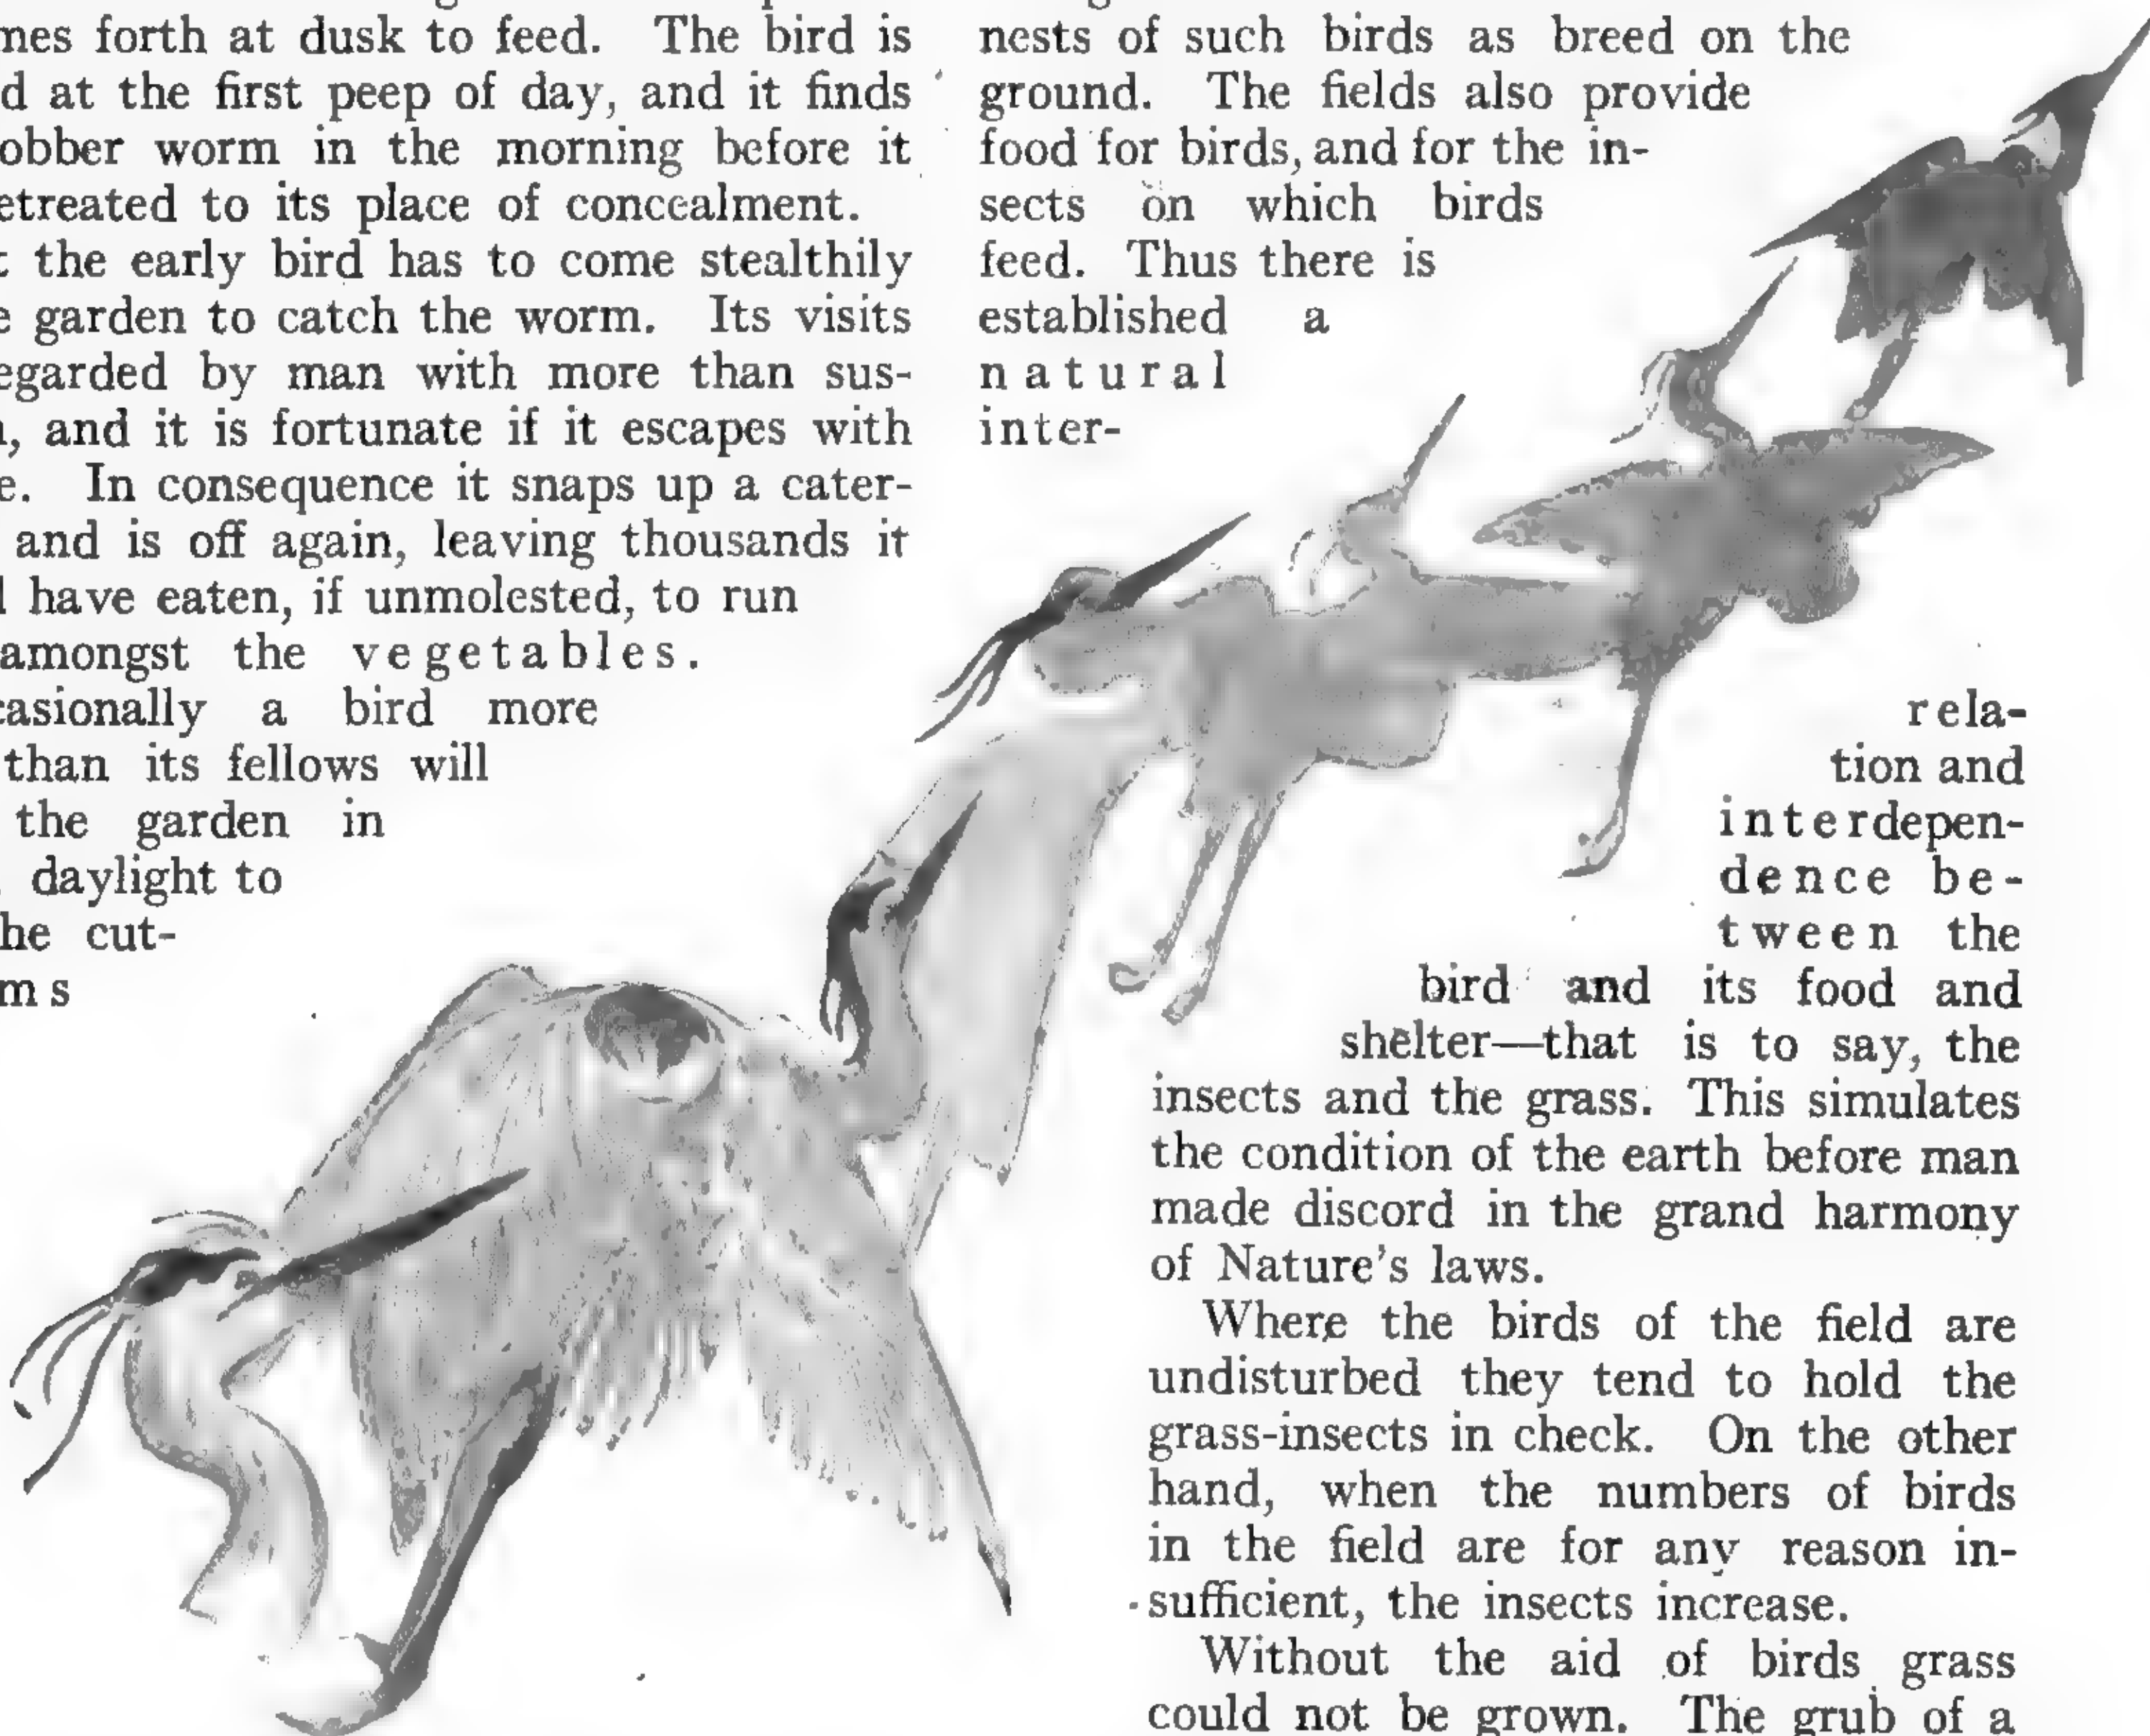 mes forth at dusk to feed. The bird is
d at the first peep of day, and it finds
obber worm in the morning before it
etreated to its place of concealment.
the early bird has to come stealthily
e garden to catch the worm. Its visits
egarded by man with more than sus-
, and it is fortunate if it escapes with
e. In consequence it snaps up a cater-
and is off again, leaving thousands it
have eaten, if unmolested, to run
amongst the vegetables.
casionally a bird more
than its fellows will
the garden in
daylight to
he cut-
ms
nests of such birds as breed on the
ground. The fields also provide
food for birds, and for the in-
sects on which birds
feed. Thus there is
established a
natural
inter-
rela-
tion and
interdepen-
dence be-
tween the
bird and its food and
shelter—that is to say, the
insects and the grass. This simulates
the condition of the earth before man
made discord in the grand harmony
of Nature's laws.
Where the birds of the field are
undisturbed they tend to hold the
grass-insects in check. On the other
hand, when the numbers of birds
in the field are for any reason in-
sufficient, the insects increase.
Without the aid of birds grass
could not be grown. The grub of a